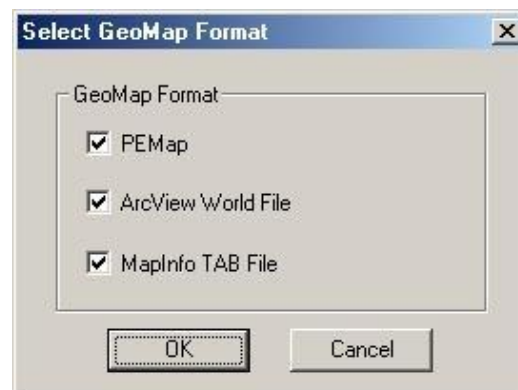 Select GeoMap Format
GeoMap Format
PEMap
ArcView World File
MapInfo TAB File
OK Cancel